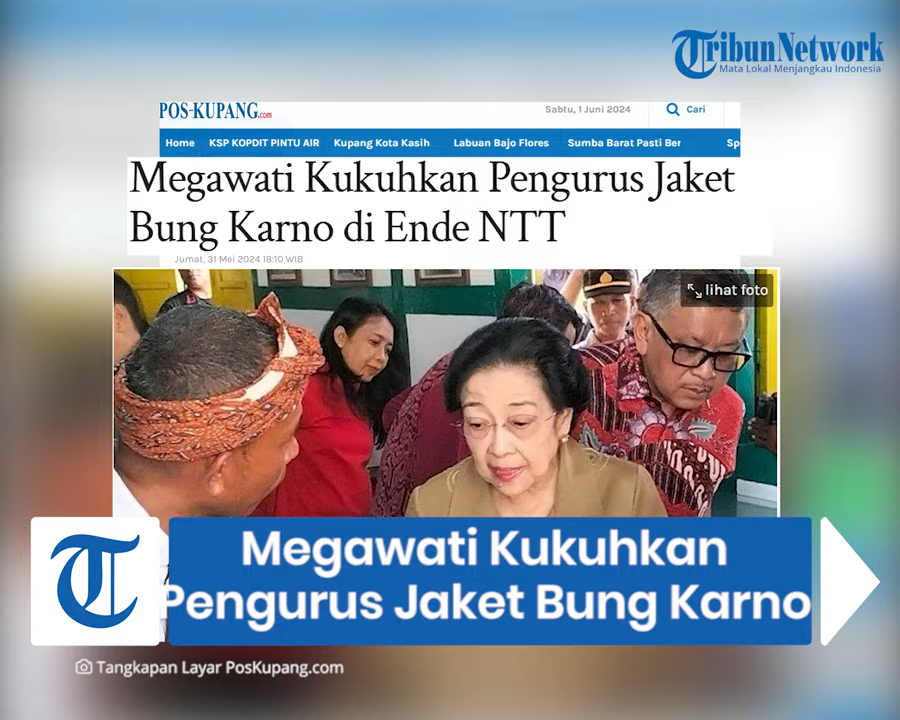 TribunNetwork
Mata Lokal Menjangkau Indonesia
POS-KUPANG.com
Sabtu, 1 Juni 2024
Cari
Home KSP KOPDIT PINTU AIR Kupang Kota Kasih Labuan Bajo Flores Sumba Barat Pasti Ber Sp
Megawati Kukuhkan Pengurus Jaket
Bung Karno di Ende NTT
Jumat, 31 Mei 2024 18:10 WIB
lihat foto
T
Megawati Kukuhkan
Pengurus Jaket Bung Karno
Tangkapan Layar PosKupang.com